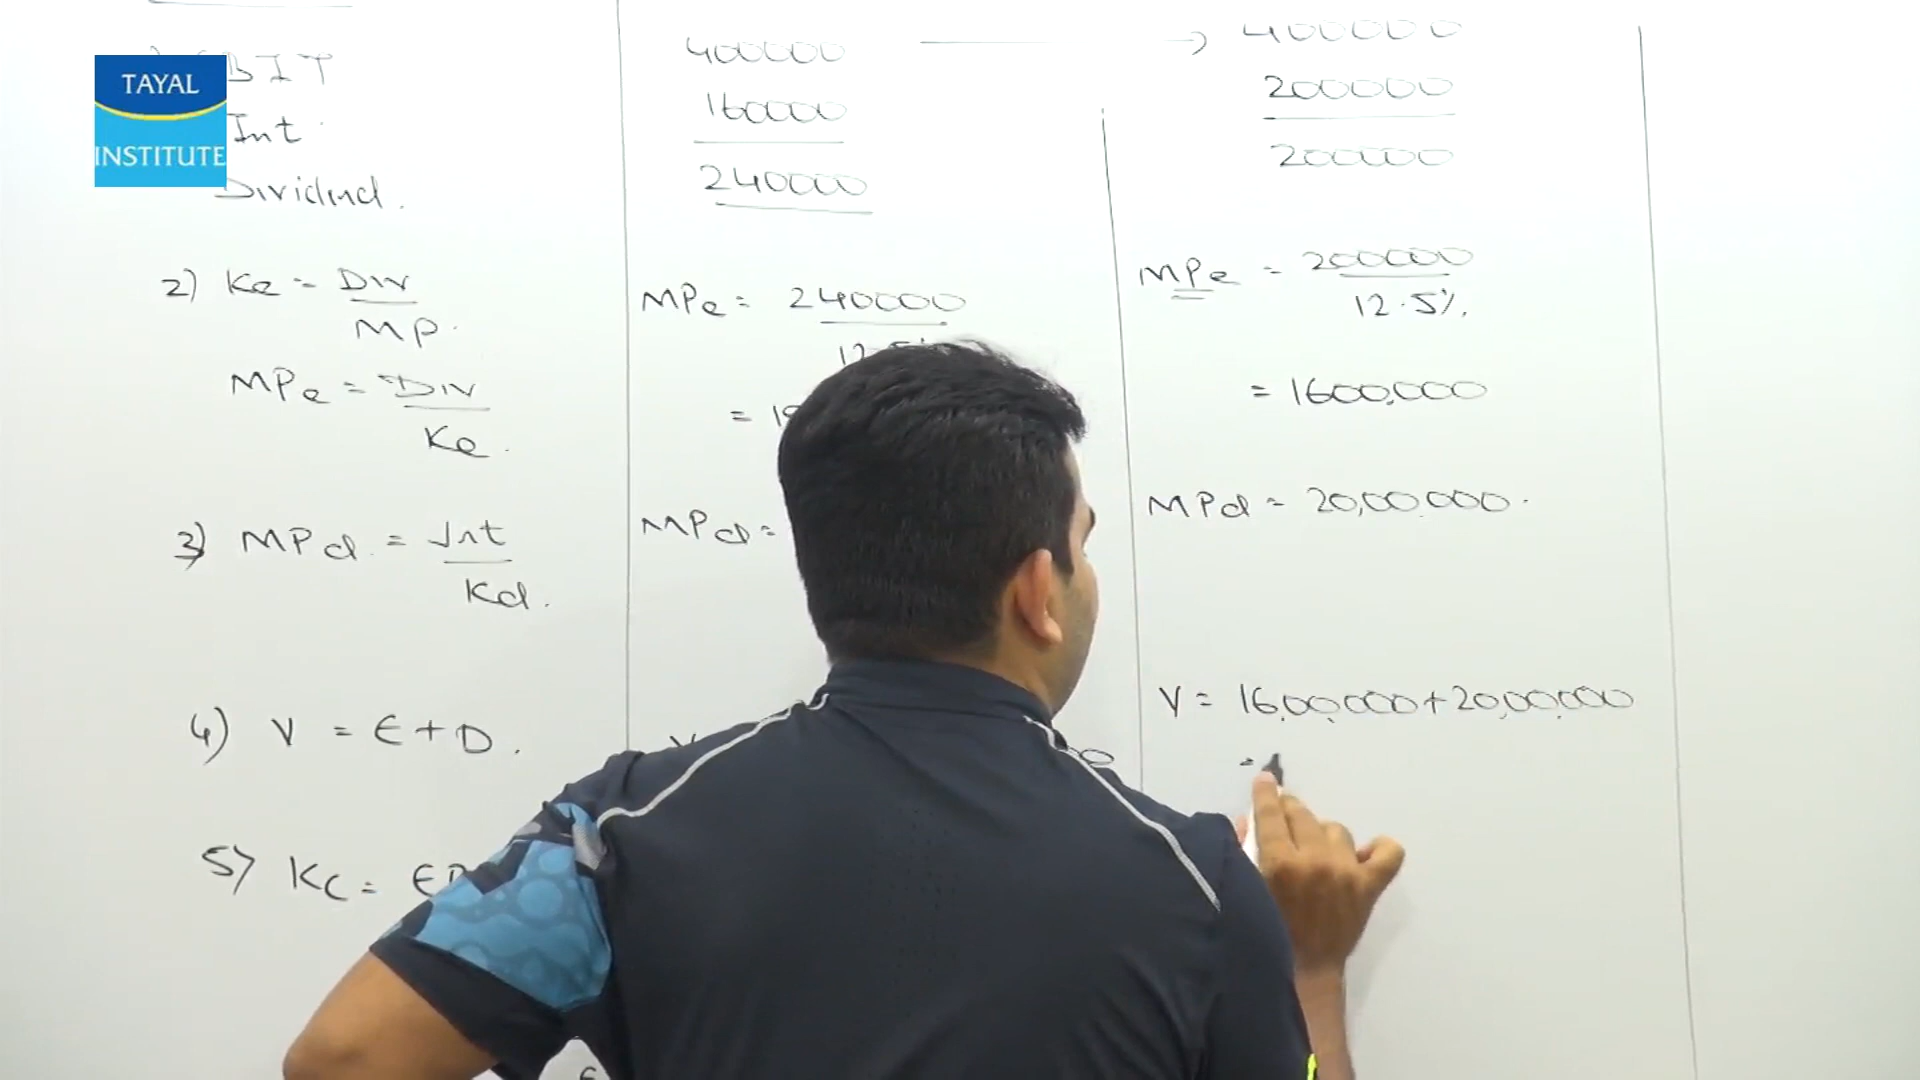 TAYAL
INSTITUTE
BIT
Int
Dividend.
2) Ke = Div
MP.
MPe = Div
Ke.
3) MPd = Int
Kd.
4) V = E+D.
5) Kc =
400000
160000
240000
MPe = 240000
=
MPd =
→ 400000
200000
200000
MPe = 200000
12.5%.
= 1600,000
MPd = 20,00,000.
V = 16,00,000+20,00,000
=